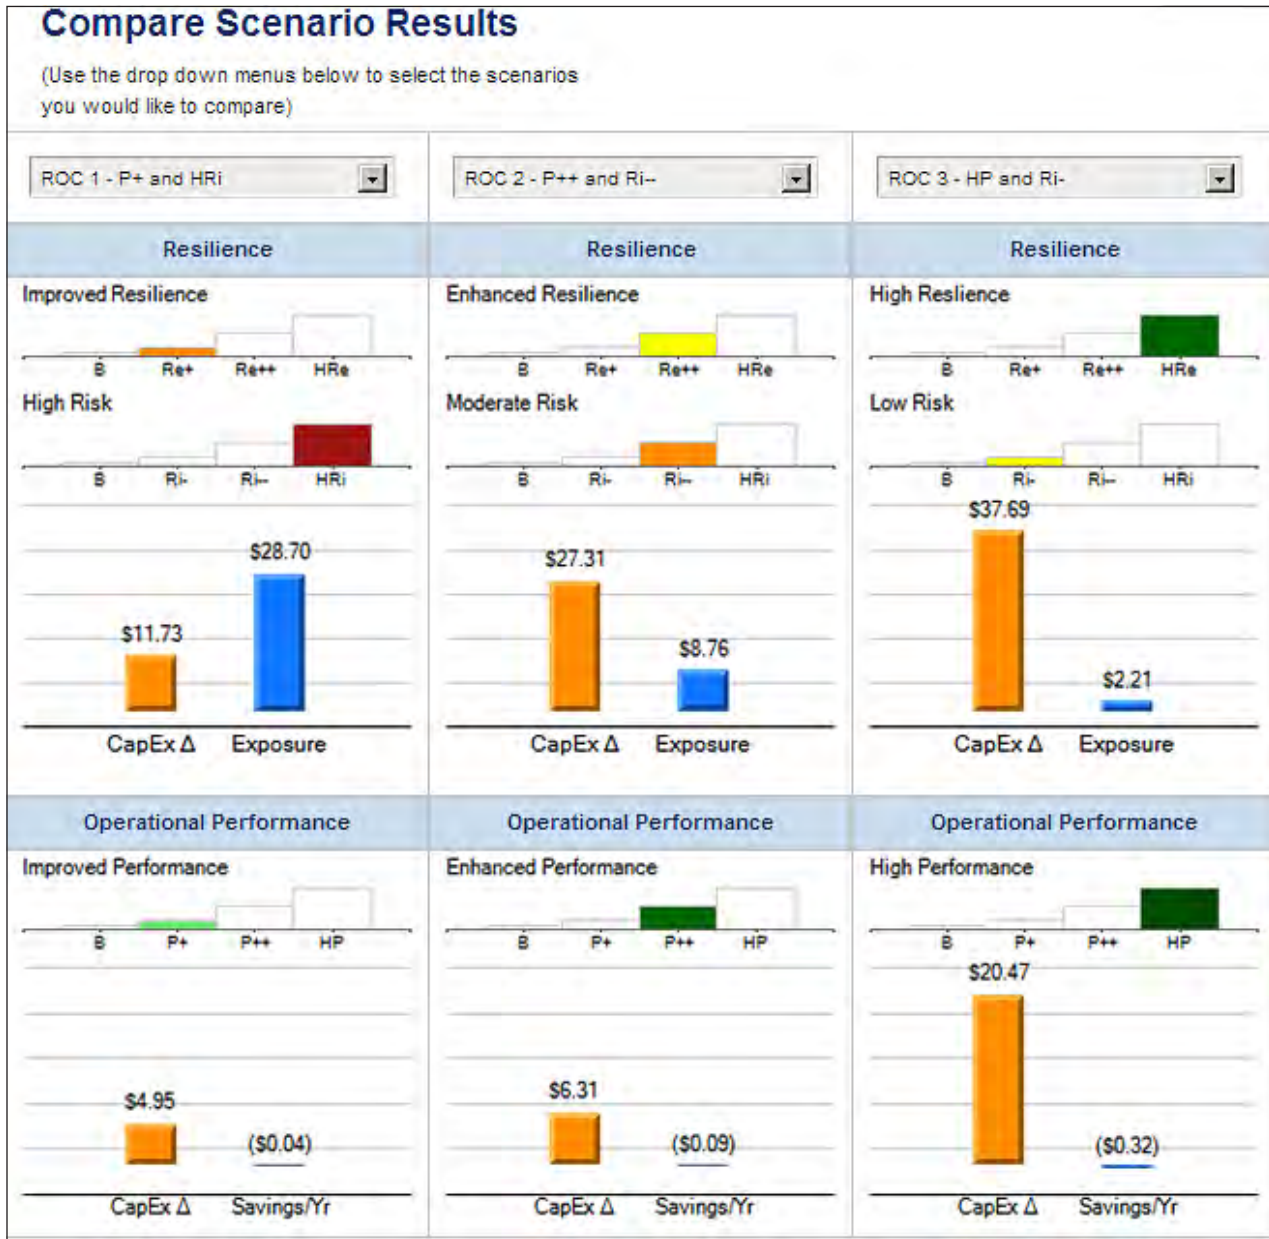 Compare Scenario Results
(Use the drop down menus below to select the scenarios
you would like to compare)
ROC 1 - P+ and HRi
ROC 2 - P++ and Ri--
ROC 3 - HP and Ri-
Resilience
Resilience
Resilience
Improved Resilience
Enhanced Resilience
High Reslience
B Re+ Re++ HRe
B Re+ Re++ HRe
B Re+ Re++ HRe
High Risk
Moderate Risk
Low Risk
B Ri- Ri-- HRi
B Ri- Ri-- HRi
B Ri- Ri-- HRi
$11.73
$28.70
$27.31
$8.76
$37.69
$2.21
CapEx Δ Exposure
CapEx Δ Exposure
CapEx Δ Exposure
Operational Performance
Operational Performance
Operational Performance
Improved Performance
Enhanced Performance
High Performance
B P+ P++ HP
B P+ P++ HP
B P+ P++ HP
$4.95
($0.04)
$6.31
($0.09)
$20.47
($0.32)
CapEx Δ Savings/Yr
CapEx Δ Savings/Yr
CapEx Δ Savings/Yr